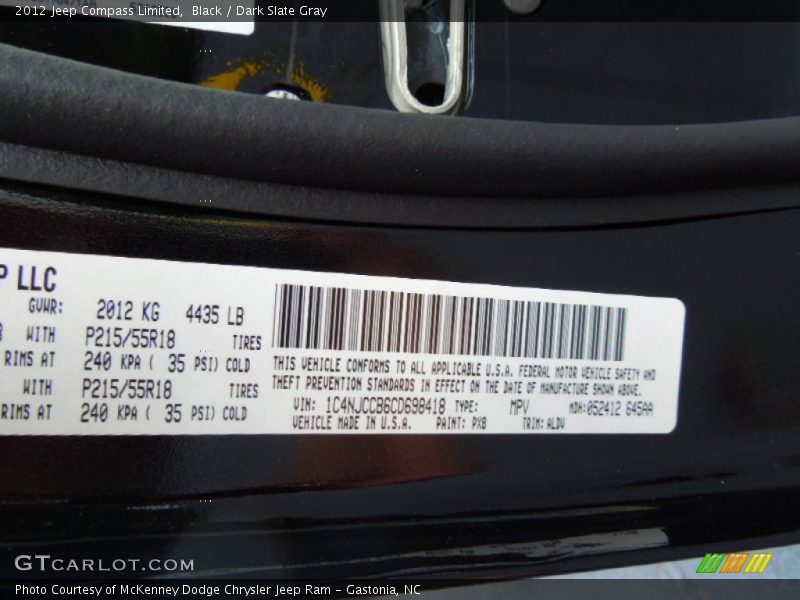 2012 Jeep Compass Limited, Black / Dark Slate Gray
P LLC
GVWR: 2012 KG 4435 LB
WITH P215/55R18 TIRES
RIMS AT 240 KPA ( 35 PSI) COLD
WITH P215/55R18 TIRES
RIMS AT 240 KPA ( 35 PSI) COLD
THIS VEHICLE CONFORMS TO ALL APPLICABLE U.S.A. FEDERAL MOTOR VEHICLE SAFETY AND
THEFT PREVENTION STANDARDS IN EFFECT ON THE DATE OF MANUFACTURE SHOWN ABOVE.
VIN: 1C4NJCCB6CD698418 TYPE: MPV MDH:052412 645AA
VEHICLE MADE IN U.S.A. PAINT: PX8 TRIM: ALDV
GTCARLOT.COM
Photo Courtesy of McKenney Dodge Chrysler Jeep Ram – Gastonia, NC